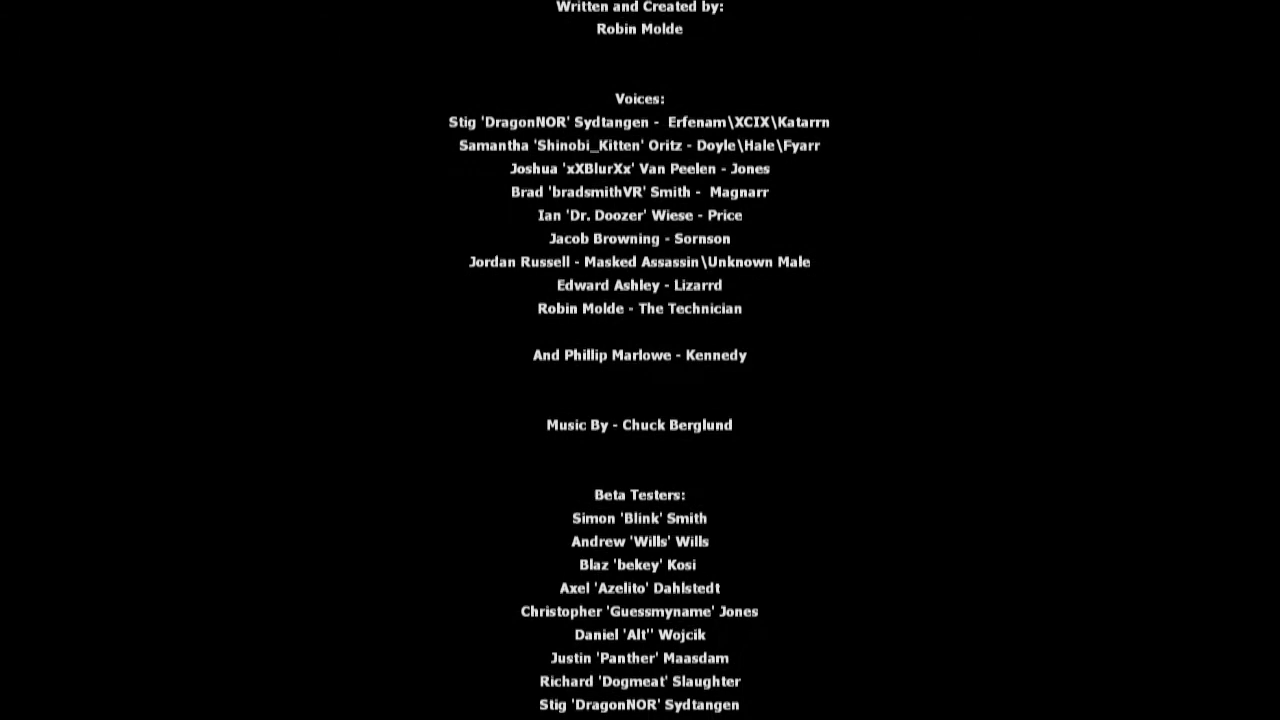 Written and Created by:
Robin Molde
Voices:
Stig 'DragonNOR' Sydtangen -  Erfenam\XCIX\Katarrn
Samantha 'Shinobi_Kitten' Oritz - Doyle\Hale\Fyarr
Joshua 'xXBlurXx' Van Peelen - Jones
Brad 'bradsmithVR' Smith -  Magnarr
Ian 'Dr. Doozer' Wiese - Price
Jacob Browning - Sornson
Jordan Russell - Masked Assassin\Unknown Male
Edward Ashley - Lizarrd
Robin Molde - The Technician
And Phillip Marlowe - Kennedy
Music By - Chuck Berglund
Beta Testers:
Simon 'Blink' Smith
Andrew 'Wills' Wills
Blaz 'bekey' Kosi
Axel 'Azelito' Dahlstedt
Christopher 'Guessmyname' Jones
Daniel 'Alt'' Wojcik
Justin 'Panther' Maasdam
Richard 'Dogmeat' Slaughter
Stig 'DragonNOR' Sydtangen